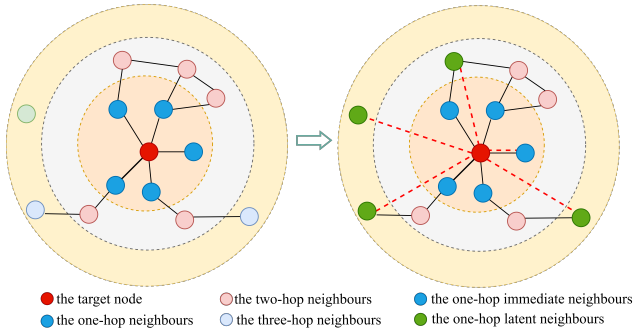 the target node
the two-hop neighbours
the one-hop immediate neighbours
the one-hop neighbours
the three-hop neighbours
the one-hop latent neighbours